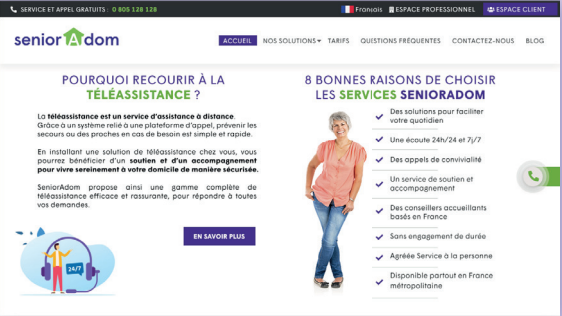 SERVICE ET APPEL GRATUITS : 0 805 128 128
Français
ESPACE PROFESSIONNEL
ESPACE CLIENT
seniorAdom
ACCUEIL
NOS SOLUTIONS
TARIFS
QUESTIONS FRÉQUENTES
CONTACTEZ-NOUS
BLOG
POURQUOI RECOURIR À LA
TÉLÉASSISTANCE ?
La téléassistance est un service d'assistance à distance.
Grâce à un système relié à une plateforme d'appel, prévenir les
secours ou des proches en cas de besoin est simple et rapide.
En installant une solution de téléassistance chez vous, vous
pourrez bénéficier d'un soutien et d'un accompagnement
pour vivre sereinement à votre domicile de manière sécurisée.
SeniorAdom propose ainsi une gamme complète de
téléassistance efficace et rassurante, pour répondre à toutes
vos demandes.
24/7
EN SAVOIR PLUS
8 BONNES RAISONS DE CHOISIR
LES SERVICES SENIORADOM
Des solutions pour faciliter
votre quotidien
Une écoute 24h/24 et 7j/7
Des appels de convivialité
Un service de soutien et
accompagnement
Des conseillers accueillants
basés en France
Sans engagement de durée
Agréée Service à la personne
Disponible partout en France
métropolitaine